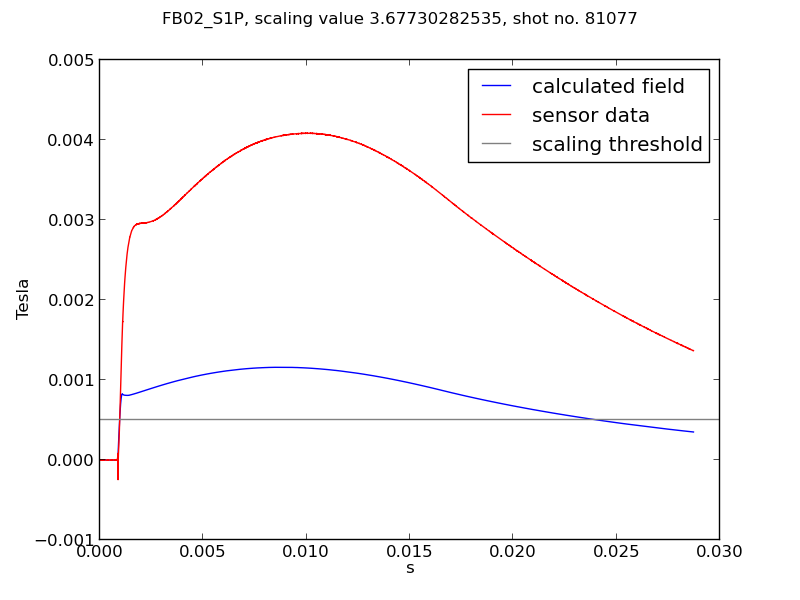 FB02_S1P, scaling value 3.67730282535, shot no. 81077
calculated field
sensor data
scaling threshold
Tesla
0.005
0.004
0.003
0.002
0.001
0.000
−0.001
0.000 0.005 0.010 0.015 0.020 0.025 0.030
s